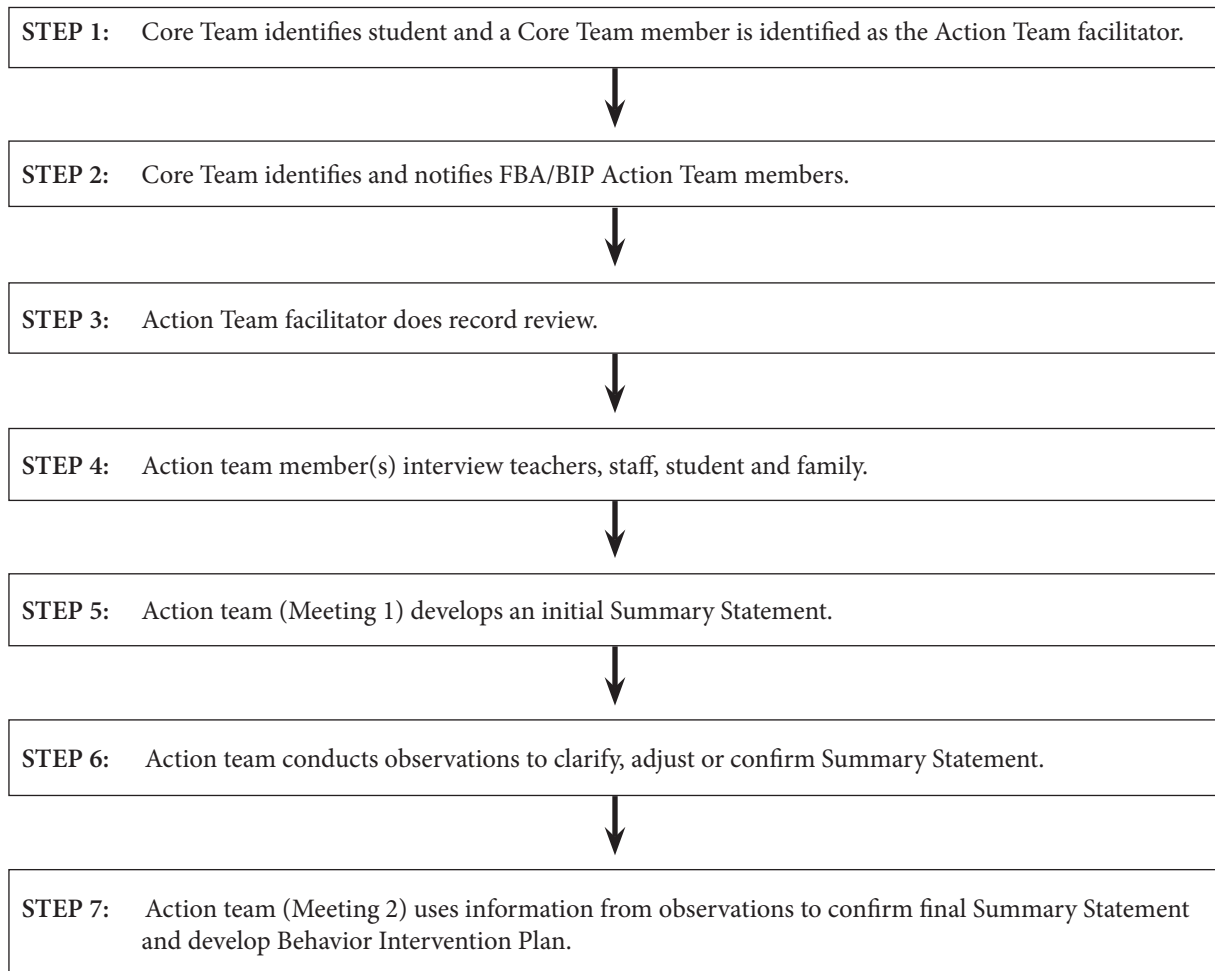 STEP 1: Core Team identifies student and a Core Team member is identified as the Action Team facilitator.
STEP 2: Core Team identifies and notifies FBA/BIP Action Team members.
STEP 3: Action Team facilitator does record review.
STEP 4: Action team member(s) interview teachers, staff, student and family.
STEP 5: Action team (Meeting 1) develops an initial Summary Statement.
STEP 6: Action team conducts observations to clarify, adjust or confirm Summary Statement.
STEP 7: Action team (Meeting 2) uses information from observations to confirm final Summary Statement
and develop Behavior Intervention Plan.